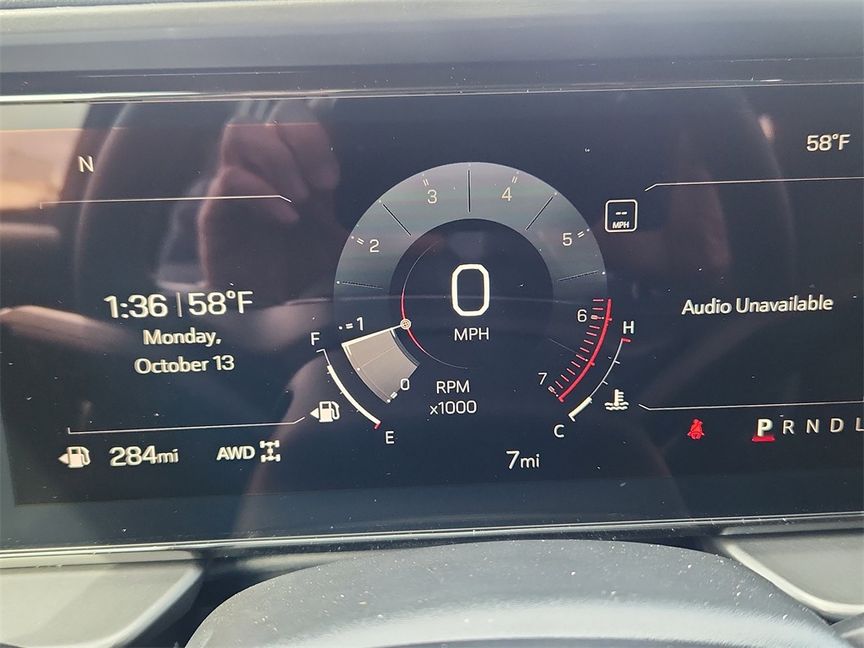 N
58°F
3
4
2
5
--
MPH
1:36 | 58°F
Monday,
October 13
0
MPH
Audio Unavailable
1
6
F
H
0
7
RPM
x1000
E
C
284mi
AWD
7mi
P R N D L